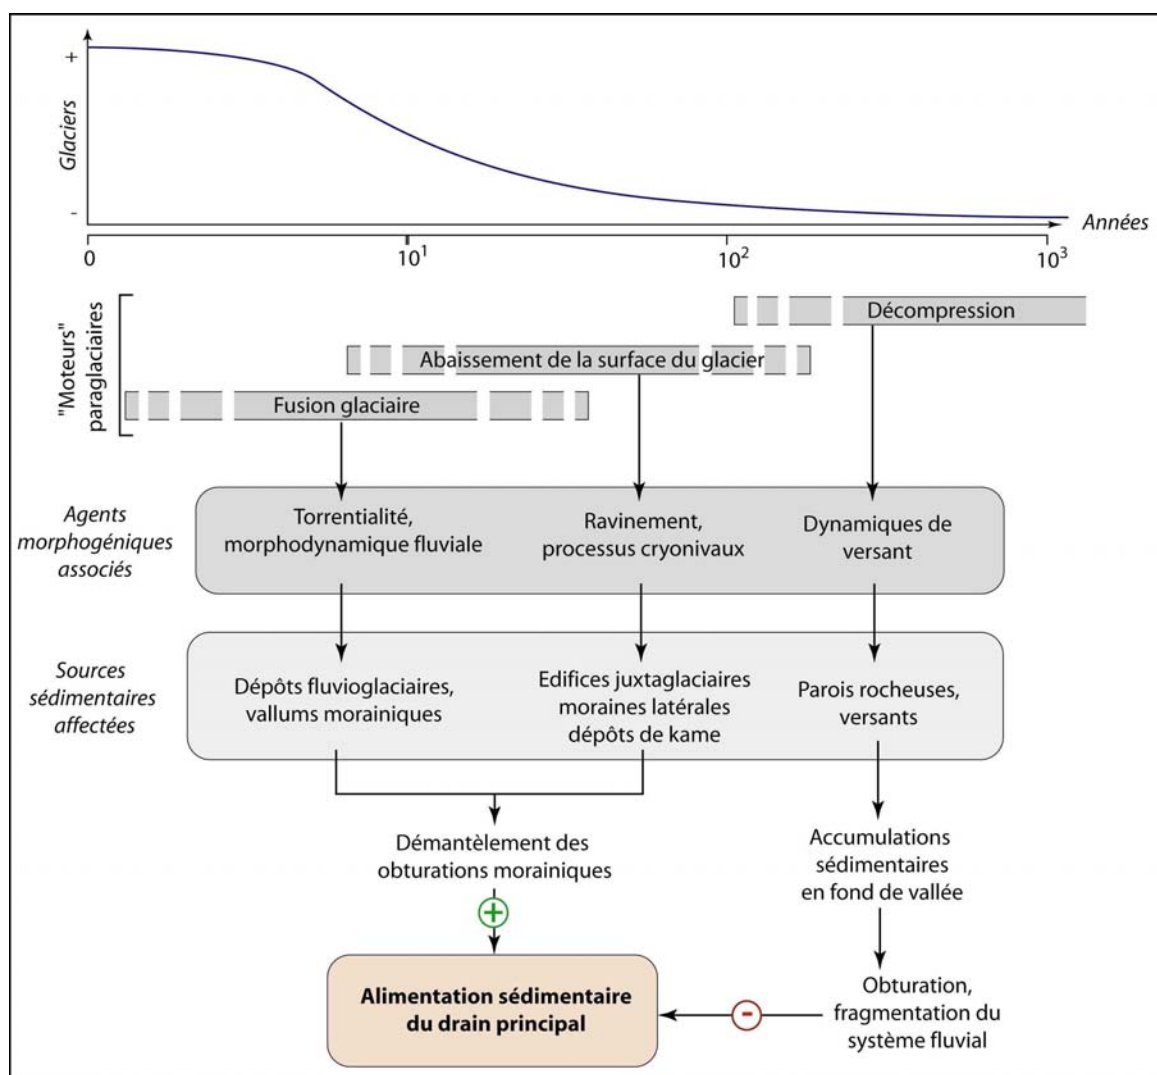 +
Glaciers
-
Années
0
10¹
10²
10³
"Moteurs"
paraglaciaires
Décompression
Abaissement de la surface du glacier
Fusion glaciaire
Agents
morphogéniques
associés
Torrentialité,
morphodynamique fluviale
Ravinement,
processus cryonivaux
Dynamiques de
versant
Sources
sédimentaires
affectées
Dépôts fluvioglaciaires,
vallums morainiques
Edifices juxtaglaciaires
moraines latérales
dépôts de kame
Parois rocheuses,
versants
Démantèlement des
obturations morainiques
Accumulations
sédimentaires
en fond de vallée
+
Alimentation sédimentaire
du drain principal
-
Obturation,
fragmentation du
système fluvial